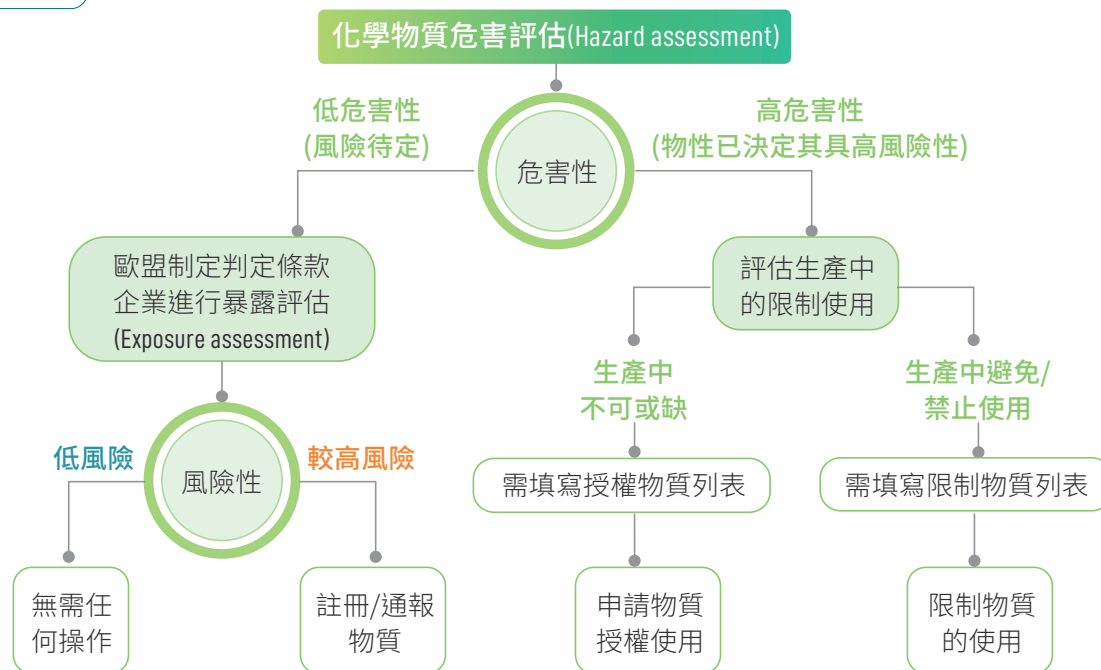 化學物質危害評估(Hazard assessment)
低危害性
(風險待定)
高危害性
(物性已決定其具高風險性)
危害性
歐盟制定判定條款
企業進行暴露評估
(Exposure assessment)
評估生產中
的限制使用
生產中
不可或缺
生產中避免/
禁止使用
低風險
風險性
較高風險
需填寫授權物質列表
需填寫限制物質列表
無需任
何操作
註冊/通報
物質
申請物質
授權使用
限制物質
的使用